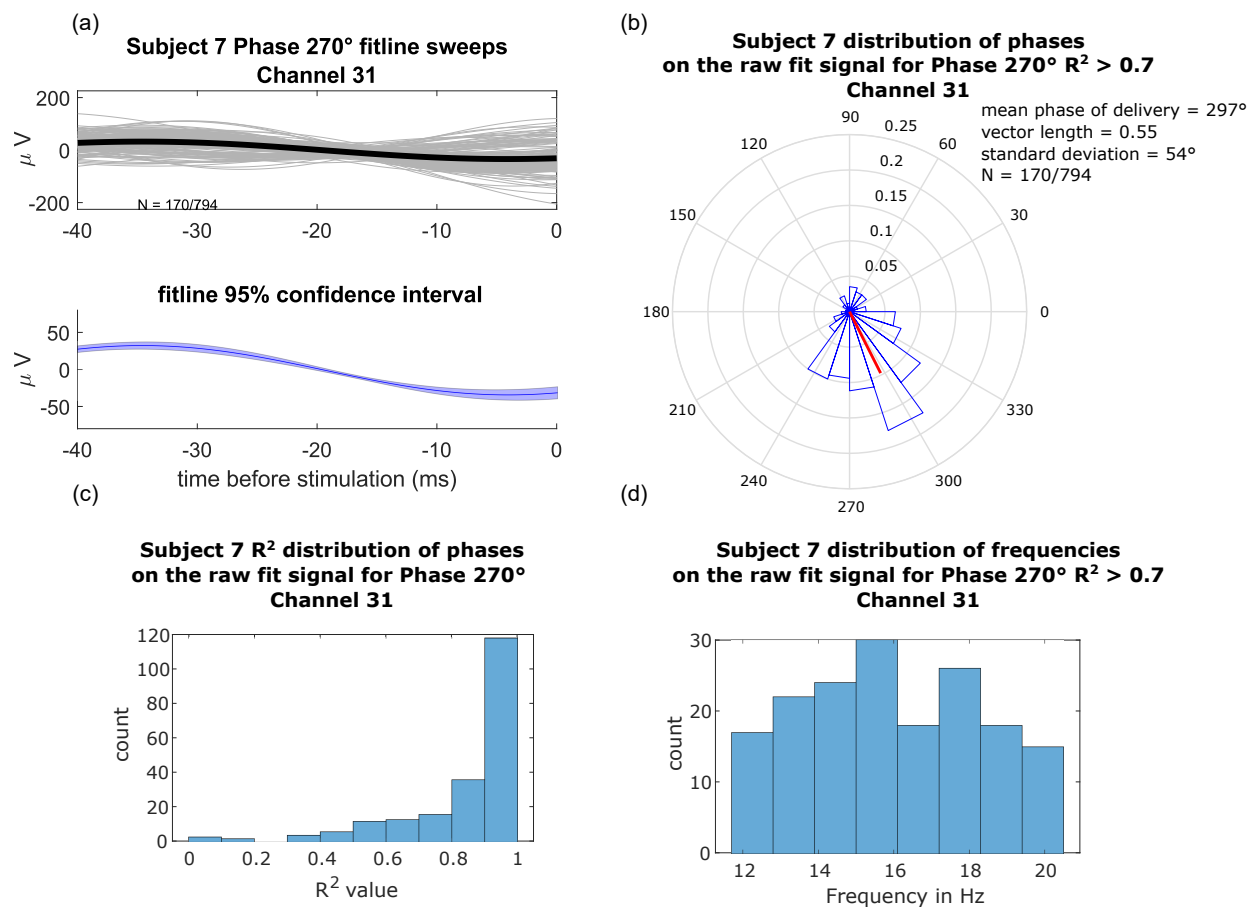 (a)
Subject 7 Phase 270° fitline sweeps
Channel 31
200
0
-200
μ V
N = 170/794
-40
-30
-20
-10
0
fitline 95% confidence interval
50
0
-50
μ V
-40
-30
-20
-10
0
time before stimulation (ms)
(b)
Subject 7 distribution of phases
on the raw fit signal for Phase 270° R² > 0.7
Channel 31
mean phase of delivery = 297°
vector length = 0.55
standard deviation = 54°
N = 170/794
90
0.25
120
60
0.2
0.15
150
30
0.1
0.05
180
0
210
330
240
300
270
(c)
Subject 7 R² distribution of phases
on the raw fit signal for Phase 270°
Channel 31
120
100
80
60
40
20
0
count
0
0.2
0.4
0.6
0.8
1
R² value
(d)
Subject 7 distribution of frequencies
on the raw fit signal for Phase 270° R² > 0.7
Channel 31
30
20
10
0
count
12
14
16
18
20
Frequency in Hz